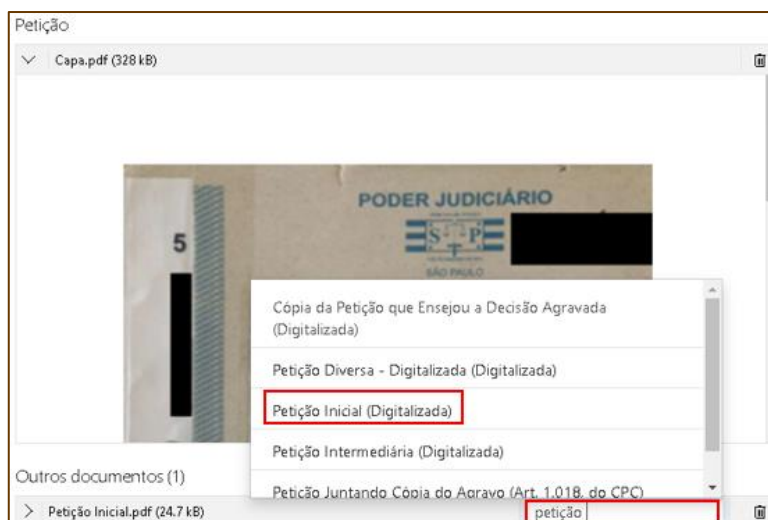 Petição
Capa.pdf (328 kB)
PODER JUDICIÁRIO
5
S P
SÃO PAULO
Cópia da Petição que Ensejou a Decisão Agravada
(Digitalizada)
Petição Diversa - Digitalizada (Digitalizada)
Petição Inicial (Digitalizada)
Petição Intermediária (Digitalizada)
Petição Juntando Cópia do Agravo (Art. 1.018, do CPC)
Outros documentos (1)
Petição Inicial.pdf (24.7 kB)
petição